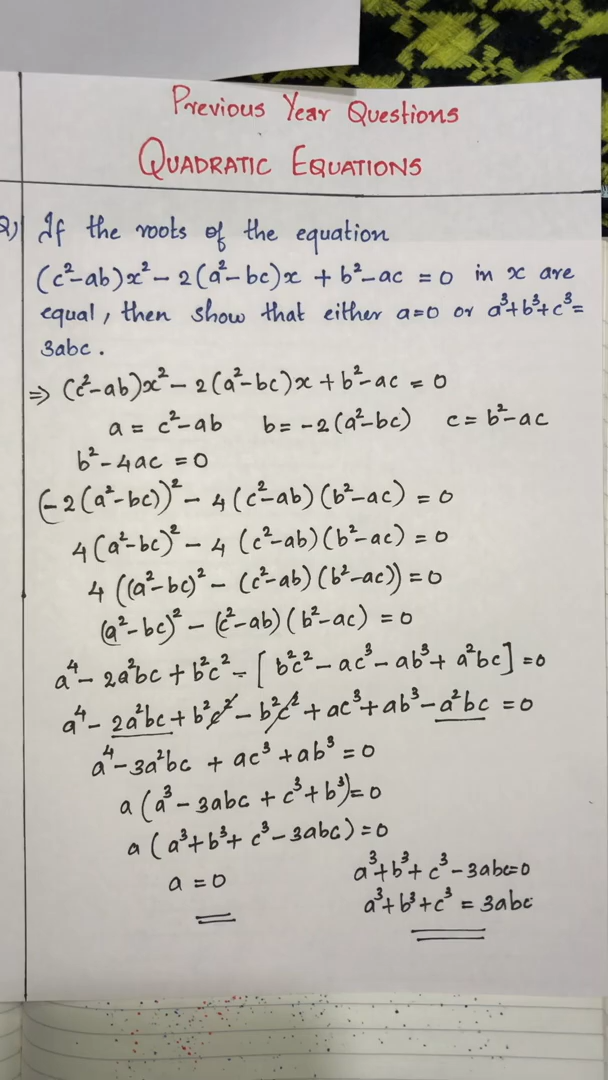 Previous Year Questions
QUADRATIC EQUATIONS
Q) If the roots of the equation
(c²-ab)x² - 2(a²-bc)x + b²-ac = 0 in x are
equal, then show that either a=0 or a³+b³+c³=
3abc.
⇒ (c²-ab)x² - 2(a²-bc)x + b²-ac = 0
a = c²-ab b = -2(a²-bc) c = b²-ac
b²-4ac = 0
(-2(a²-bc))² - 4(c²-ab)(b²-ac) = 0
4(a²-bc)² - 4(c²-ab)(b²-ac) = 0
4((a²-bc)² - (c²-ab)(b²-ac)) = 0
(a²-bc)² - (c²-ab)(b²-ac) = 0
a⁴ - 2a²bc + b²c² - [b²c² - ac³ - ab³ + a²bc] = 0
a⁴ - 2a²bc + b²c² - b²c² + ac³ + ab³ - a²bc = 0
a⁴ - 3a²bc + ac³ + ab³ = 0
a(a³ - 3abc + c³ + b³) = 0
a(a³+b³+c³-3abc) = 0
a = 0 a³+b³+c³-3abc=0
a³+b³+c³ = 3abc